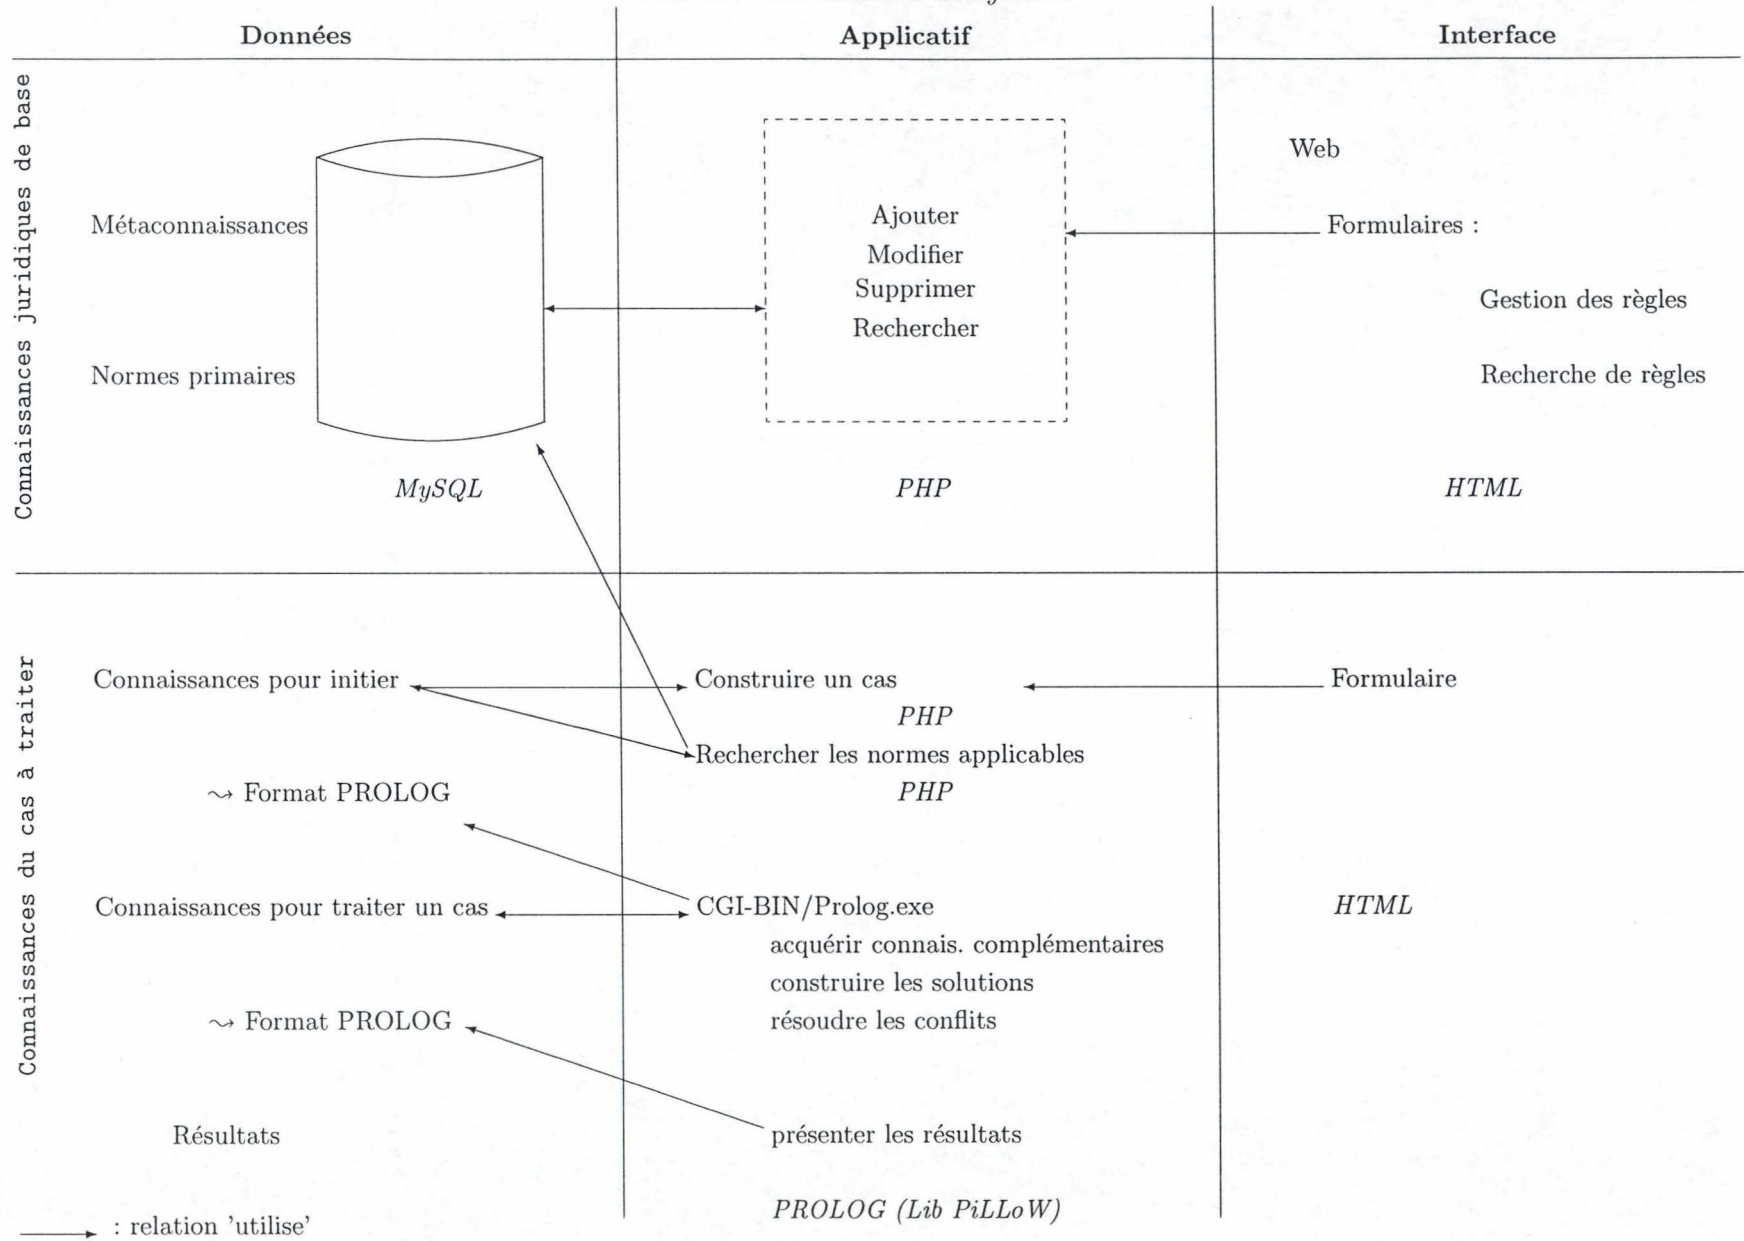 Données
Applicatif
Interface
Connaissances juridiques de base
Métaconnaissances
Normes primaires
MySQL
Ajouter
Modifier
Supprimer
Rechercher
PHP
Web
Formulaires :
Gestion des règles
Recherche de règles
HTML
Connaissances du cas à traiter
Connaissances pour initier
Construire un cas
Formulaire
PHP
Rechercher les normes applicables
⤳ Format PROLOG
PHP
Connaissances pour traiter un cas
CGI-BIN/Prolog.exe
HTML
acquérir connais. complémentaires
construire les solutions
⤳ Format PROLOG
résoudre les conflits
Résultats
présenter les résultats
PROLOG (Lib PiLLoW)
: relation 'utilise'